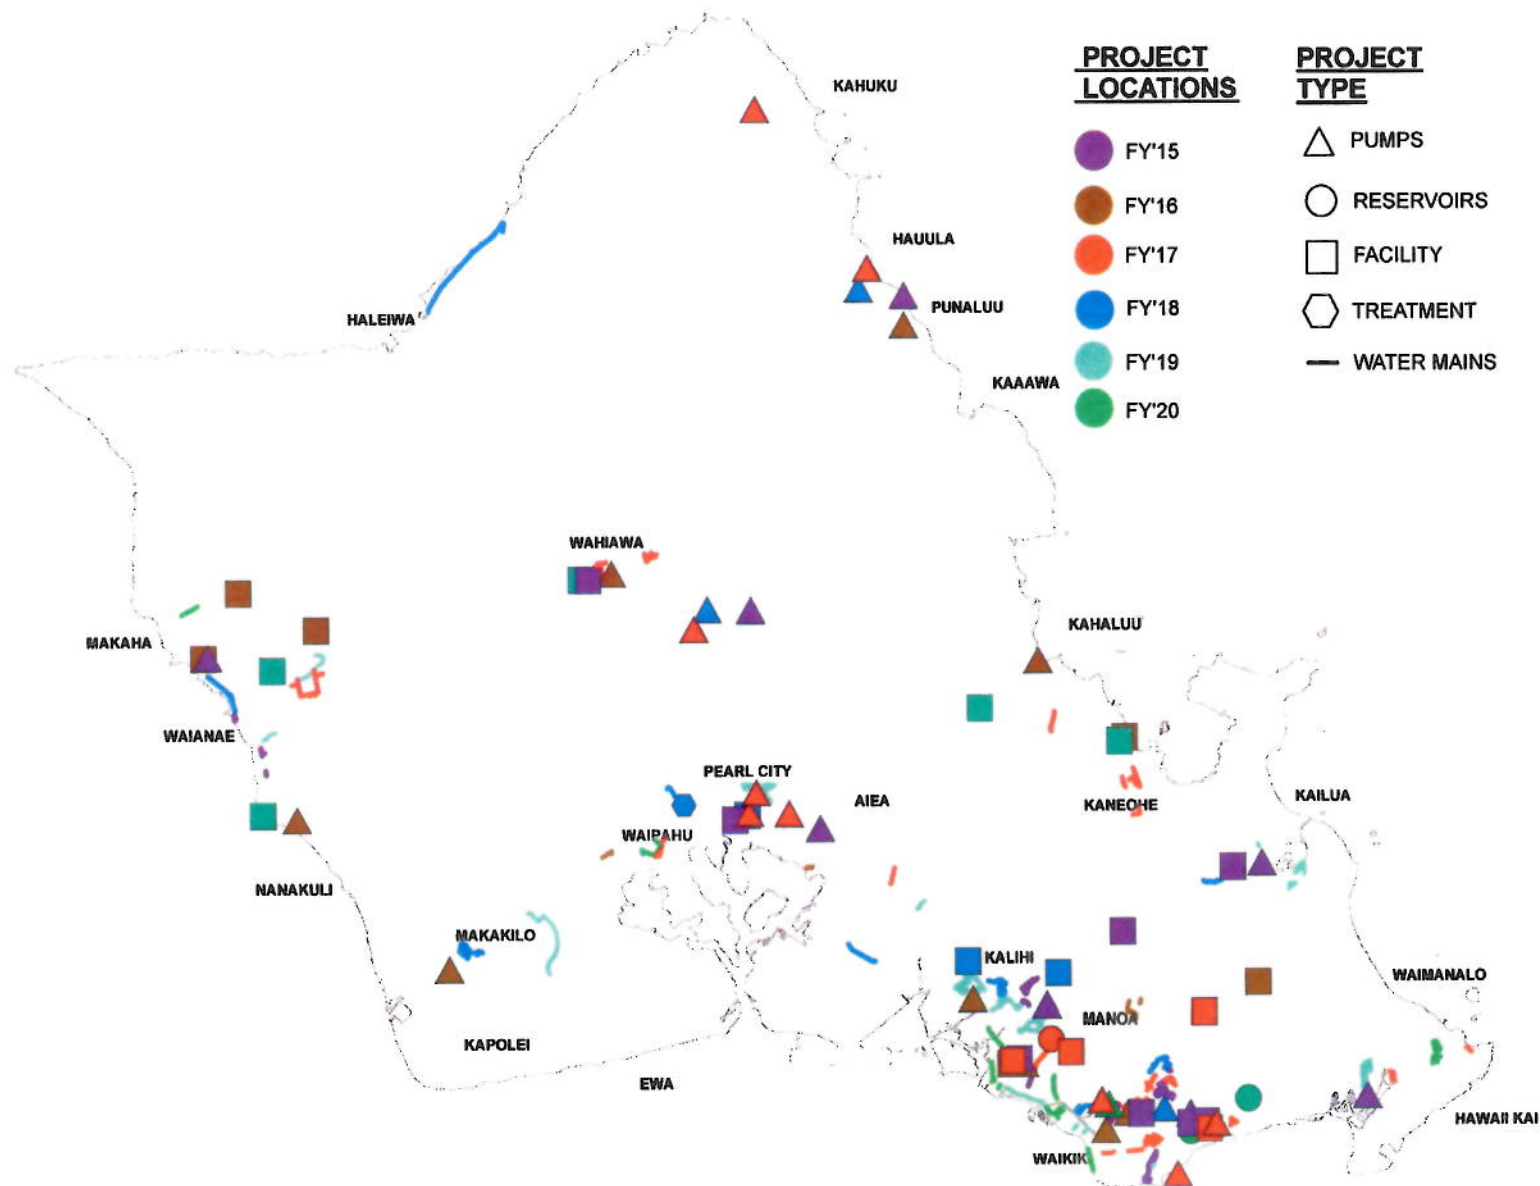 PROJECT
LOCATIONS
FY'15
FY'16
FY'17
FY'18
FY'19
FY'20
PROJECT
TYPE
PUMPS
RESERVOIRS
FACILITY
TREATMENT
WATER MAINS
KAHUKU
HAUULA
PUNALUU
HALEIWA
KAAAWA
WAHIAWA
KAHALUU
MAKAHA
WAIANAE
PEARL CITY
AIEA
KANEOHE
KAILUA
WAIPAHU
NANAKULI
MAKAKILO
KALIHI
WAIMANALO
MANOA
KAPOLEI
EWA
HAWAII KAI
WAIKIK